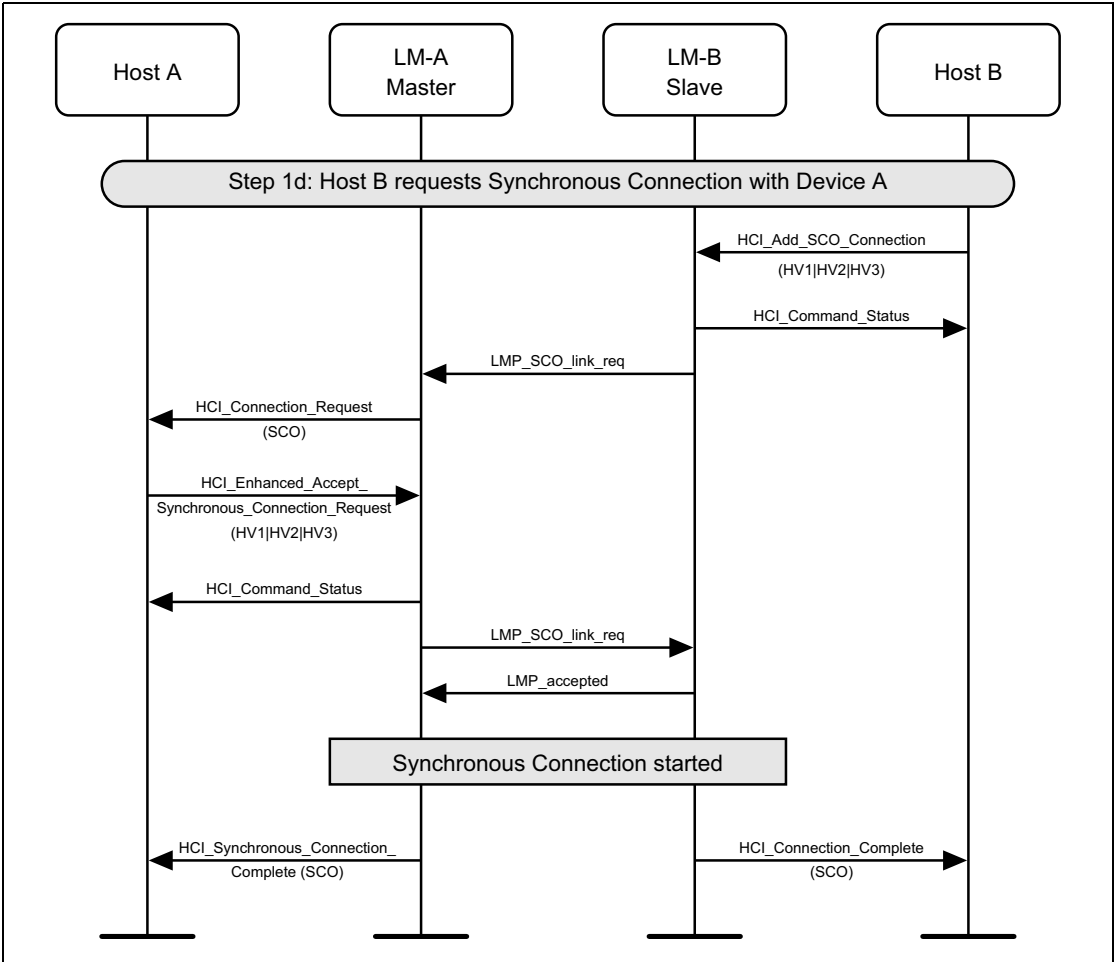 Host A
LM-A
Master
LM-B
Slave
Host B
Step 1d: Host B requests Synchronous Connection with Device A
HCI_Add_SCO_Connection
(HV1|HV2|HV3)
HCI_Command_Status
LMP_SCO_link_req
HCI_Connection_Request
(SCO)
HCI_Enhanced_Accept_
Synchronous_Connection_Request
(HV1|HV2|HV3)
HCI_Command_Status
LMP_SCO_link_req
LMP_accepted
Synchronous Connection started
HCI_Synchronous_Connection_
Complete (SCO)
HCI_Connection_Complete
(SCO)